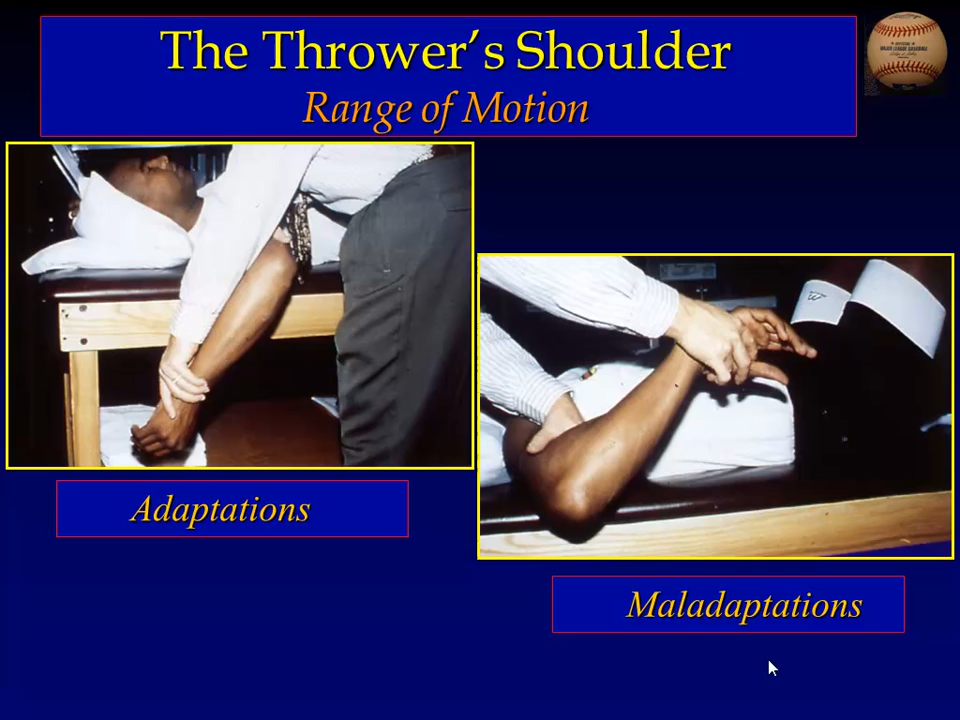 The Thrower’s Shoulder
Range of Motion
Adaptations
Maladaptations